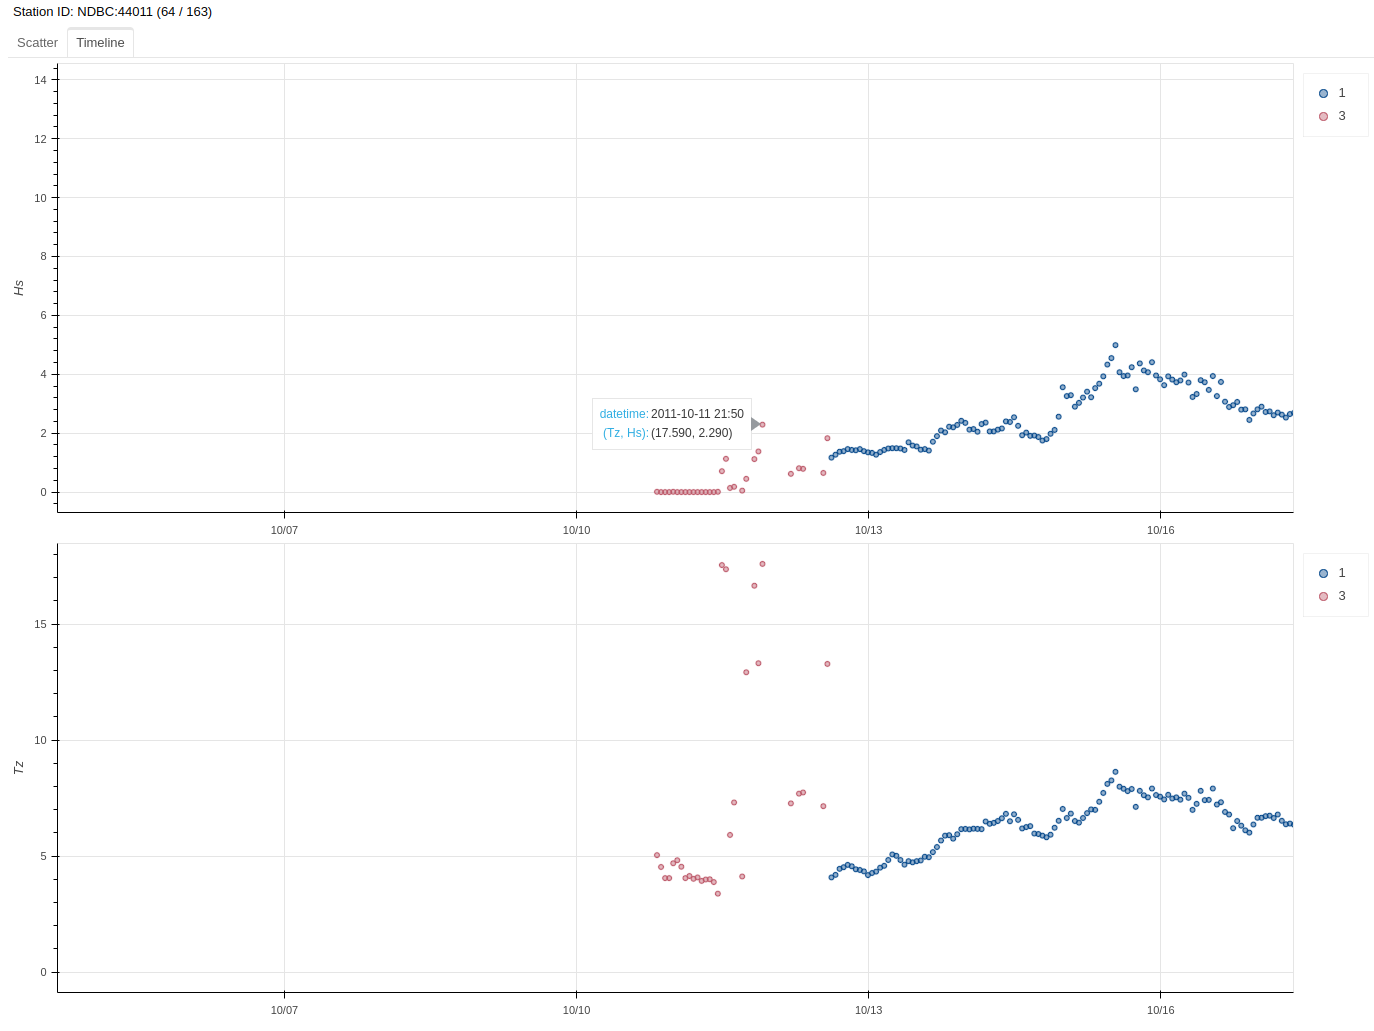 Station ID: NDBC:44011 (64 / 163)
Scatter Timeline
14
12
10
8
6
4
2
0
Hs
1
3
datetime: 2011-10-11 21:50
(Tz, Hs): (17.590, 2.290)
10/07 10/10 10/13 10/16
15
10
5
0
Tz
1
3
10/07 10/10 10/13 10/16